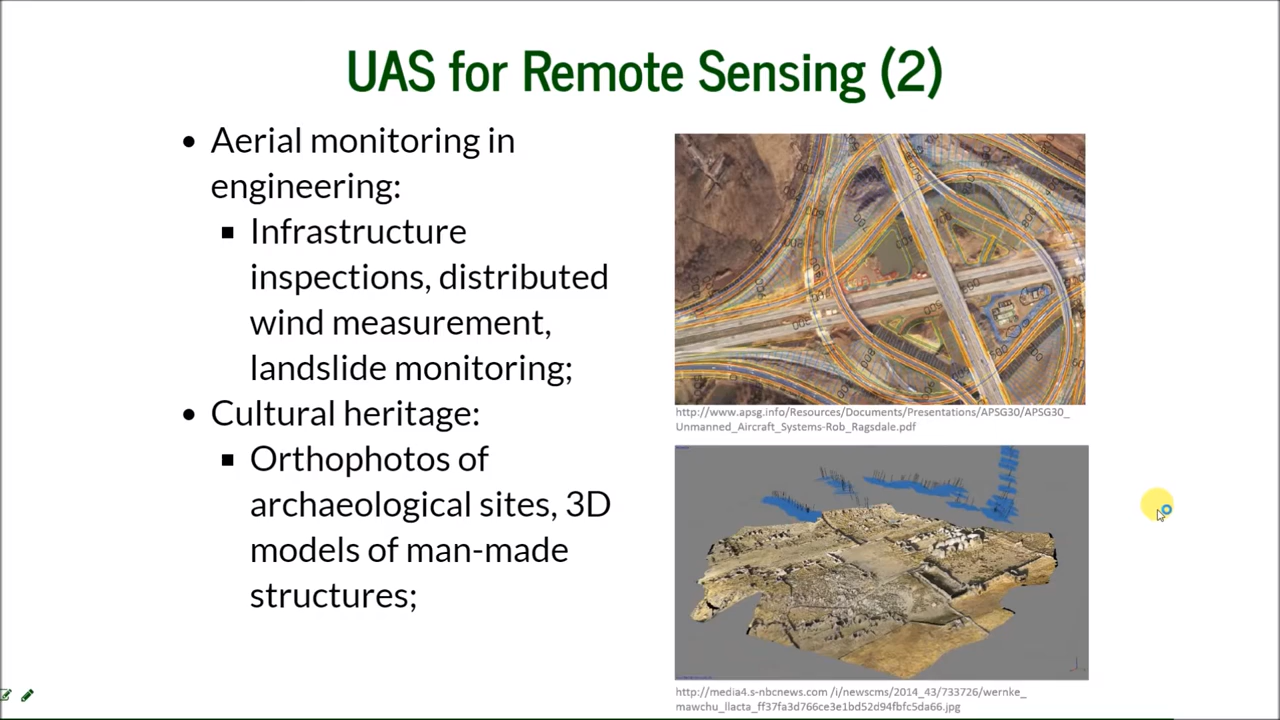 UAS for Remote Sensing (2)
• Aerial monitoring in
engineering:
▪ Infrastructure
inspections, distributed
wind measurement,
landslide monitoring;
• Cultural heritage:
▪ Orthophotos of
archaeological sites, 3D
models of man-made
structures;
http://www.apsg.info/Resources/Documents/Presentations/APSG30/APSG30_
Unmanned_Aircraft_Systems-Rob_Ragsdale.pdf
http://media4.s-nbcnews.com /i/newscms/2014_43/733726/wernke_
mawchu_llacta_ff37fa3d766ce3e1bd52d94fbfc5da66.jpg